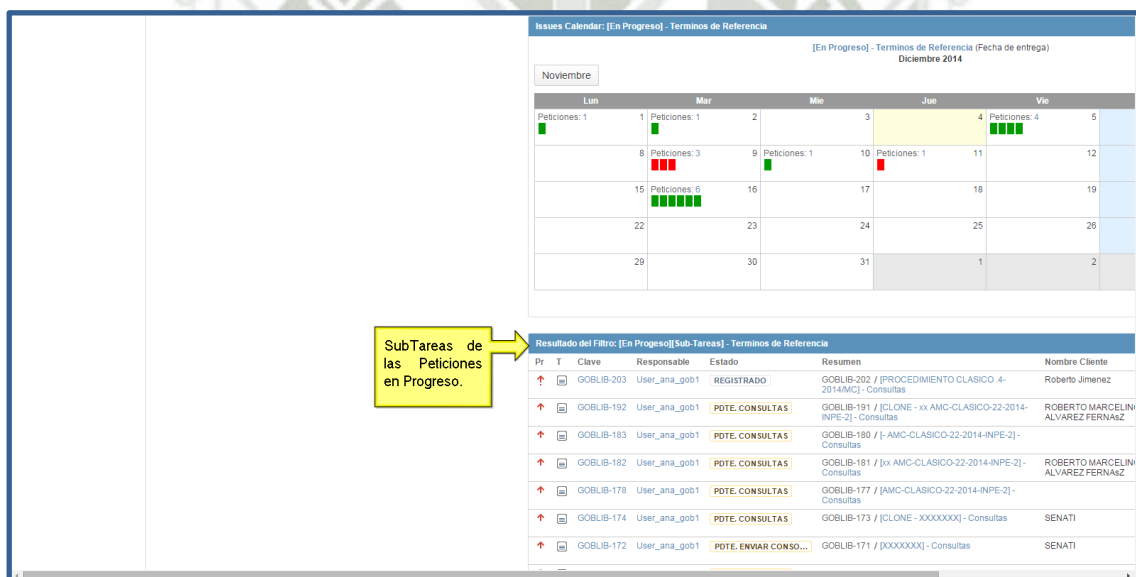 Issues Calendar: [En Progreso] - Terminos de Referencia
[En Progreso] - Terminos de Referencia (Fecha de entrega)
Diciembre 2014
Noviembre
Lun Mar Mie Jue Vie
Peticiones: 1 1 Peticiones: 1 2 3 4 Peticiones: 4 5
8 Peticiones: 3 9 Peticiones: 1 10 Peticiones: 1 11 12
15 Peticiones: 6 16 17 18 19
22 23 24 25 26
29 30 31 1 2
SubTareas de
las Peticiones
en Progreso.
Resultado del Filtro: [En Progeso][Sub-Tareas] - Terminos de Referencia
Pr T Clave Responsable Estado Resumen Nombre Cliente
GOBLIB-203 User_ana_gob1 REGISTRADO GOBLIB-202 / [PROCEDIMIENTO CLASICO .4- Roberto Jimenez
2014/MC] - Consultas
GOBLIB-192 User_ana_gob1 PDTE. CONSULTAS GOBLIB-191 / [CLONE - xx AMC-CLASICO-22-2014- ROBERTO MARCELINO
INPE-2] - Consultas ALVAREZ FERNAsZ
GOBLIB-183 User_ana_gob1 PDTE. CONSULTAS GOBLIB-180 / [- AMC-CLASICO-22-2014-INPE-2] -
Consultas
GOBLIB-182 User_ana_gob1 PDTE. CONSULTAS GOBLIB-181 / [xx AMC-CLASICO-22-2014-INPE-2] - ROBERTO MARCELINO
Consultas ALVAREZ FERNAsZ
GOBLIB-178 User_ana_gob1 PDTE. CONSULTAS GOBLIB-177 / [AMC-CLASICO-22-2014-INPE-2] -
Consultas
GOBLIB-174 User_ana_gob1 PDTE. CONSULTAS GOBLIB-173 / [CLONE - XXXXXXX] - Consultas SENATI
GOBLIB-172 User_ana_gob1 PDTE. ENVIAR CONSO... GOBLIB-171 / [XXXXXXX] - Consultas SENATI